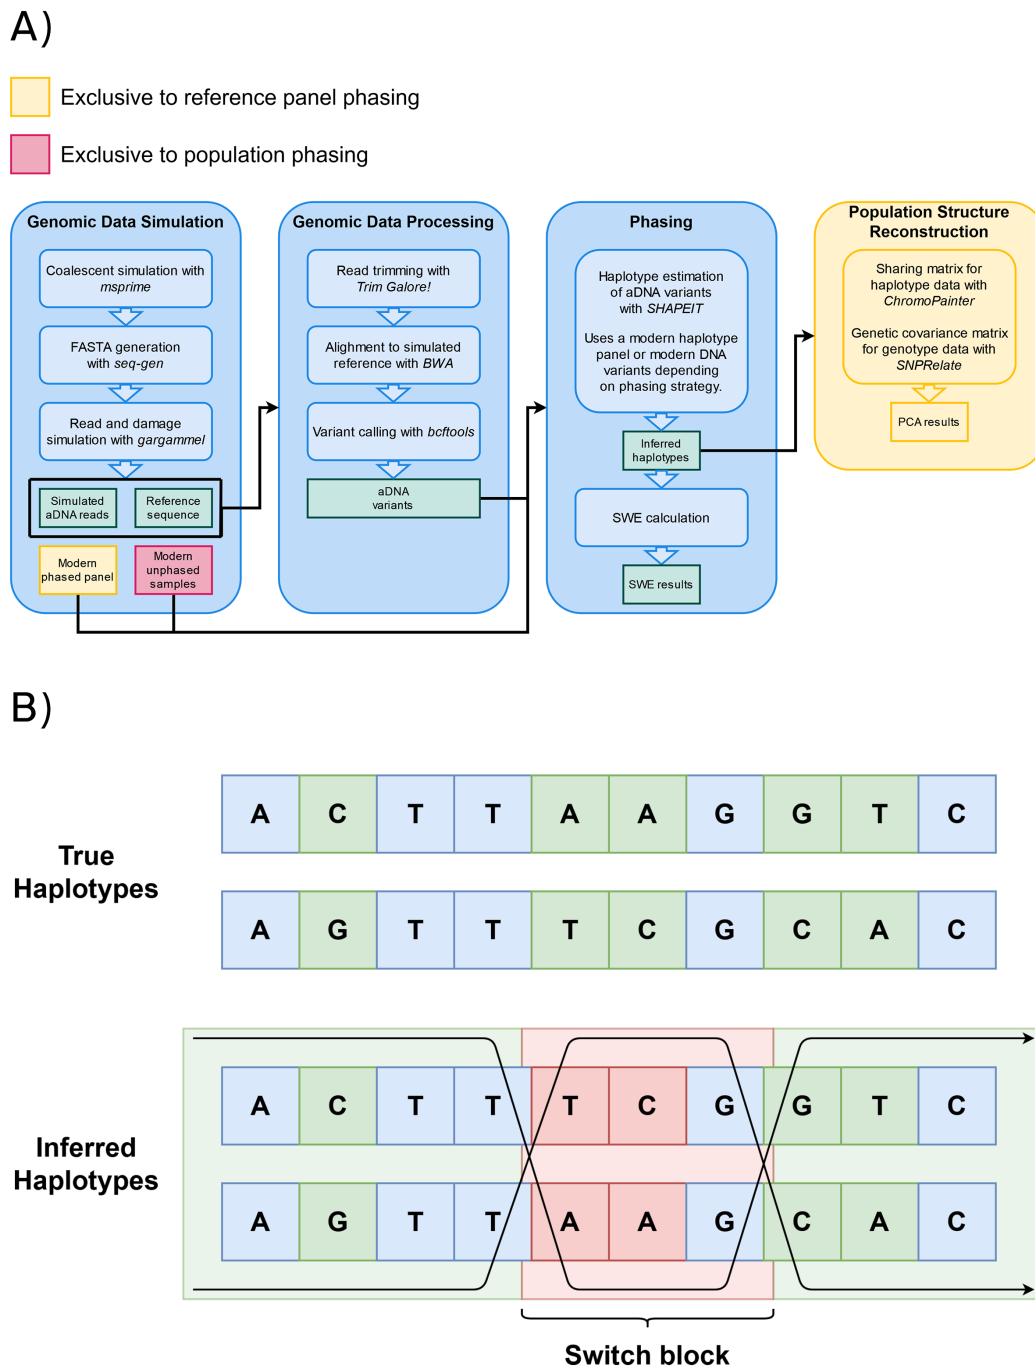 A)
Exclusive to reference panel phasing
Exclusive to population phasing
Genomic Data Simulation
Coalescent simulation with
msprime
FASTA generation
with seq-gen
Read and damage
simulation with gargammel
Simulated
aDNA reads
Reference
sequence
Modern
phased panel
Modern
unphased
samples
Genomic Data Processing
Read trimming with
Trim Galore!
Alighment to simulated
reference with BWA
Variant calling with bcftools
aDNA
variants
Phasing
Haplotype estimation
of aDNA variants
with SHAPEIT
Uses a modern haplotype
panel or modern DNA
variants depending
on phasing strategy.
Inferred
haplotypes
SWE calculation
SWE results
Population Structure
Reconstruction
Sharing matrix for
haplotype data with
ChromoPainter
Genetic covariance matrix
for genotype data with
SNPRelate
PCA results
B)
True
Haplotypes
A C T T A A G G T C
A G T T T C G C A C
Inferred
Haplotypes
A C T T T C G G T C
A G T T A A G C A C
Switch block